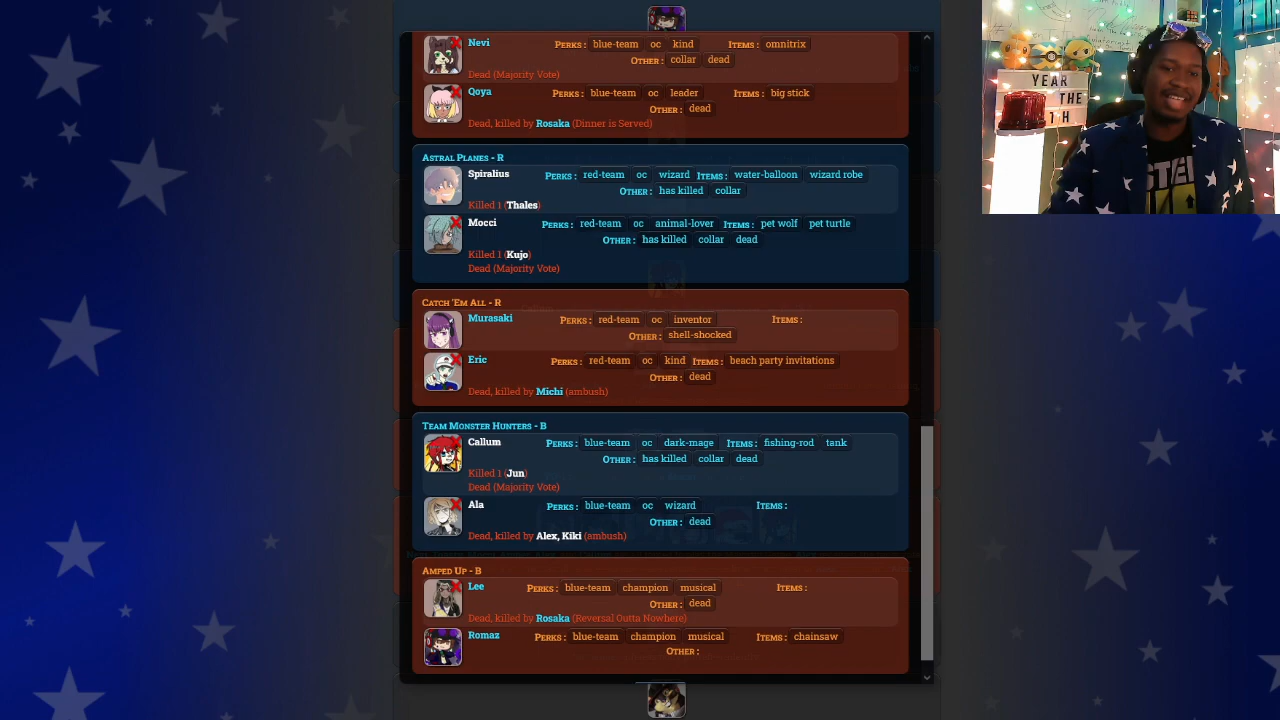 Nevi
PERKS : blue-team oc kind ITEMS : omnitrix
OTHER : collar dead
Dead (Majority Vote)
Qoya
PERKS : blue-team oc leader ITEMS : big stick
OTHER : dead
Dead, killed by Rosaka (Dinner is Served)
ASTRAL PLANES - R
Spiralius
PERKS : red-team oc wizard ITEMS : water-balloon wizard robe
OTHER : has killed collar
Killed 1 (Thales)
Mocci
PERKS : red-team oc animal-lover ITEMS : pet wolf pet turtle
OTHER : has killed collar dead
Killed 1 (Kujo)
Dead (Majority Vote)
CATCH 'EM ALL - R
Murasaki
PERKS : red-team oc inventor ITEMS :
OTHER : shell-shocked
Eric
PERKS : red-team oc kind ITEMS : beach party invitations
OTHER : dead
Dead, killed by Michi (ambush)
TEAM MONSTER HUNTERS - B
Callum
PERKS : blue-team oc dark-mage ITEMS : fishing-rod tank
OTHER : has killed collar dead
Killed 1 (Jun)
Dead (Majority Vote)
Ala
PERKS : blue-team oc wizard ITEMS :
OTHER : dead
Dead, killed by Alex, Kiki (ambush)
AMPED UP - B
Lee
PERKS : blue-team champion musical ITEMS :
OTHER : dead
Dead, killed by Rosaka (Reversal Outta Nowhere)
Romaz
PERKS : blue-team champion musical ITEMS : chainsaw
OTHER :
YEAR
THE